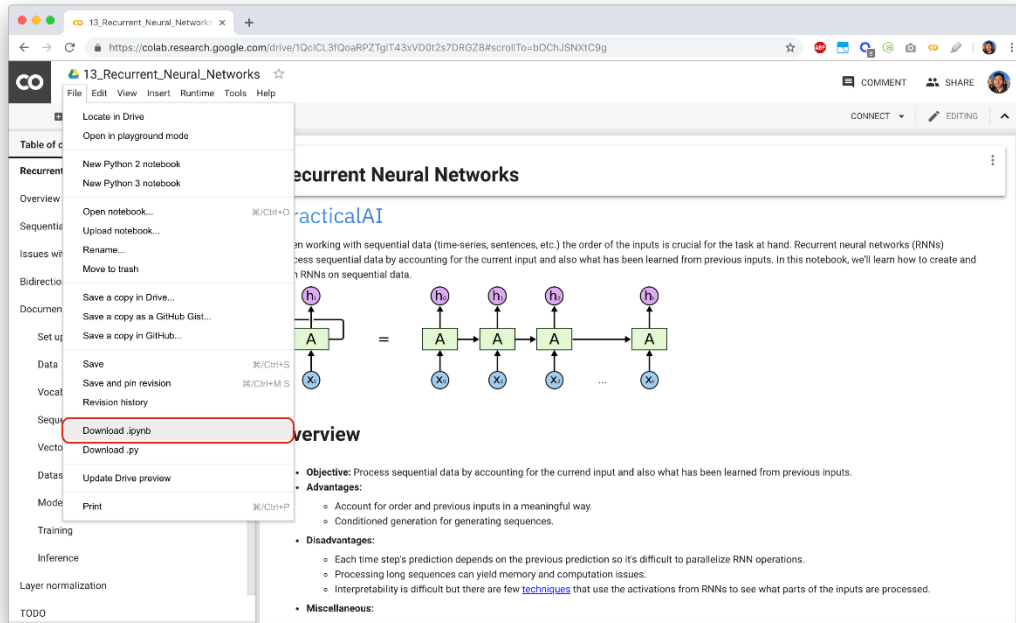 13_Recurrent_Neural_Networks
https://colab.research.google.com/drive/1QclCL3fQoaRPZTglT43xVD0t2s7DRGZ8#scrollTo=bOChJSNXtC9g
ABP
CO
13_Recurrent_Neural_Networks
COMMENT
SHARE
File Edit View Insert Runtime Tools Help
CONNECT
EDITING
Locate in Drive
Open in playground mode
New Python 2 notebook
New Python 3 notebook
Open notebook... ⌘/Ctrl+O
Upload notebook...
Rename...
Move to trash
Save a copy in Drive...
Save a copy as a GitHub Gist...
Save a copy in GitHub...
Save ⌘/Ctrl+S
Save and pin revision ⌘/Ctrl+M S
Revision history
Download .ipynb
Download .py
Update Drive preview
Print ⌘/Ctrl+P
Table of c
Recurrent
Overview
Sequentia
Issues wit
Bidirectio
Documen
Set up
Data
Vocab
Seque
Vecto
Datas
Mode
Training
Inference
Layer normalization
TODO
ecurrent Neural Networks
racticalAI
en working with sequential data (time-series, sentences, etc.) the order of the inputs is crucial for the task at hand. Recurrent neural networks (RNNs)
cess sequential data by accounting for the current input and also what has been learned from previous inputs. In this notebook, we'll learn how to create and
n RNNs on sequential data.
h h h h h
A = A A A A
x x x x ... x
verview
Objective: Process sequential data by accounting for the currend input and also what has been learned from previous inputs.
Advantages:
Account for order and previous inputs in a meaningful way.
Conditioned generation for generating sequences.
Disadvantages:
Each time step's prediction depends on the previous prediction so it's difficult to parallelize RNN operations.
Processing long sequences can yield memory and computation issues.
Interpretability is difficult but there are few techniques that use the activations from RNNs to see what parts of the inputs are processed.
Miscellaneous: